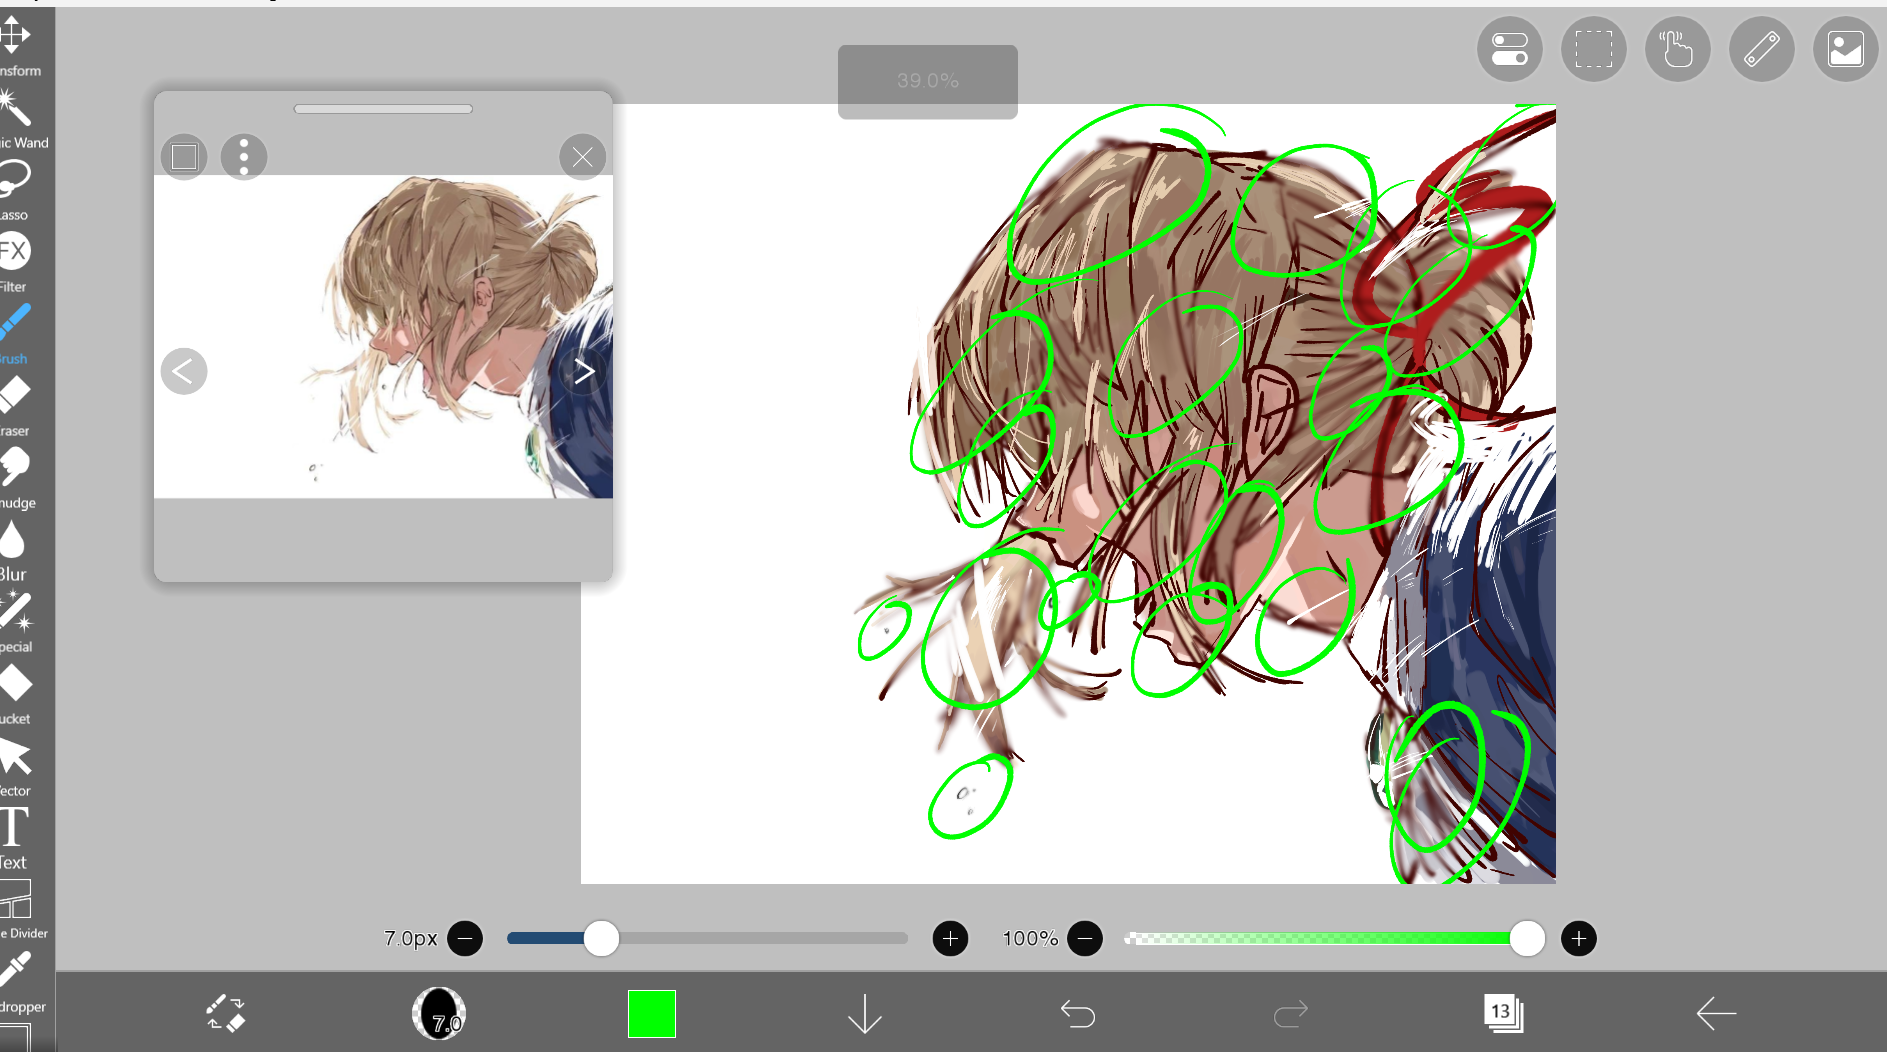 39.0%
nsform
ic Wand
asso
FX
Filter
rush
raser
mudge
Blur
pecial
ucket
ector
T
Text
e Divider
dropper
7.0px
100%
7.0
13